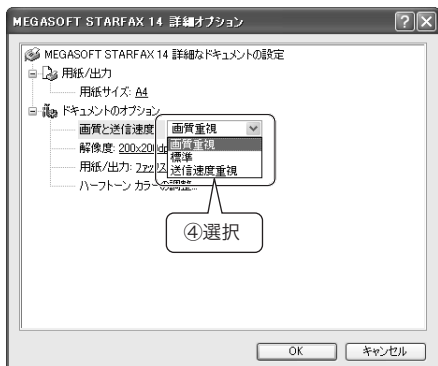 MEGASOFT STARFAX 14 詳細オプション
MEGASOFT STARFAX 14 詳細なドキュメントの設定
用紙/出力
用紙サイズ: A4
ドキュメントのオプション
画質と送信速度 画質重視
画質重視
解像度: 200x200
標準
用紙/出力: ファックス
送信速度重視
ハーフトーン カラーの調整...
④選択
OK キャンセル